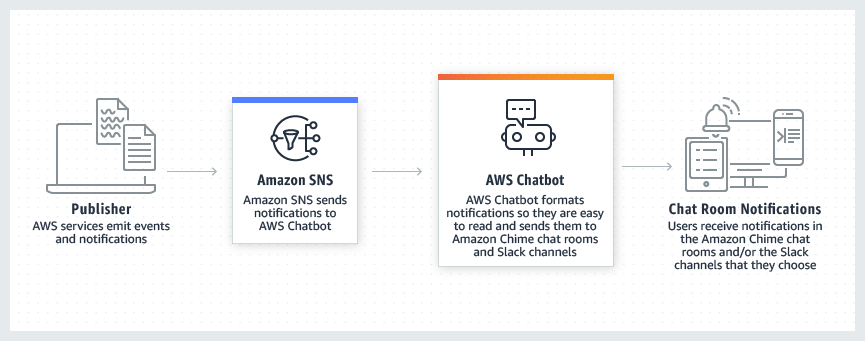 Publisher
AWS services emit events
and notifications
Amazon SNS
Amazon SNS sends
notifications to
AWS Chatbot
AWS Chatbot
AWS Chatbot formats
notifications so they are easy
to read and sends them to
Amazon Chime chat rooms
and Slack channels
Chat Room Notifications
Users receive notifications in
the Amazon Chime chat
rooms and/or the Slack
channels that they choose